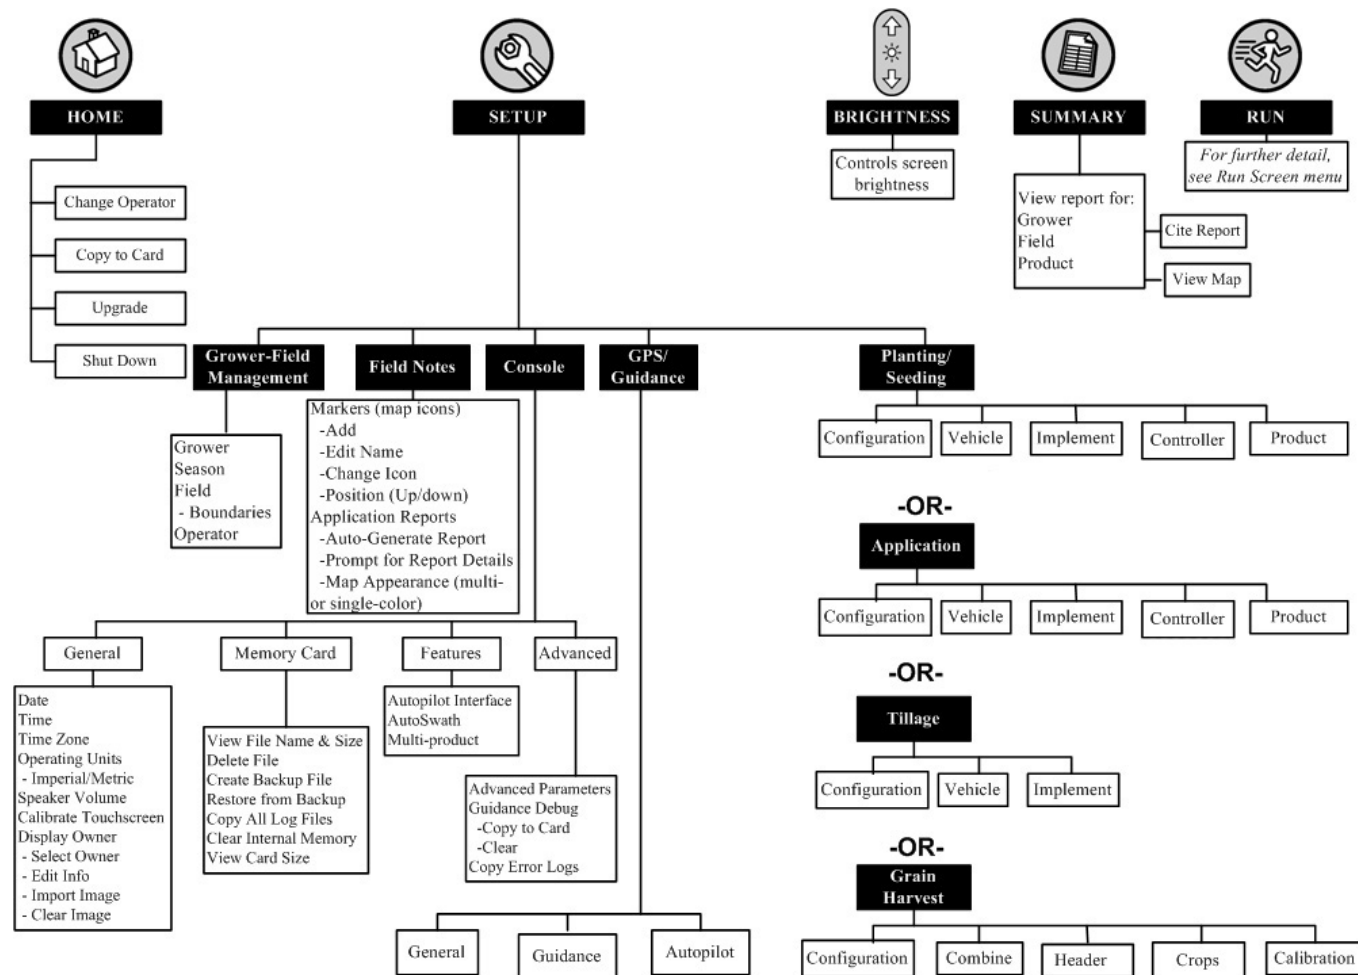 HOME
SETUP
BRIGHTNESS
SUMMARY
RUN
Change Operator
Copy to Card
Upgrade
Shut Down
Controls screen
brightness
View report for:
Grower
Field
Product
Cite Report
View Map
For further detail,
see Run Screen menu
Grower-Field
Management
Field Notes
Console
GPS/
Guidance
Planting/
Seeding
Grower
Season
Field
- Boundaries
Operator
Markers (map icons)
-Add
-Edit Name
-Change Icon
-Position (Up/down)
Application Reports
-Auto-Generate Report
-Prompt for Report Details
-Map Appearance (multi-
or single-color)
Configuration
Vehicle
Implement
Controller
Product
-OR-
Application
Configuration
Vehicle
Implement
Controller
Product
-OR-
Tillage
Configuration
Vehicle
Implement
-OR-
Grain
Harvest
Configuration
Combine
Header
Crops
Calibration
General
Memory Card
Features
Advanced
Date
Time
Time Zone
Operating Units
- Imperial/Metric
Speaker Volume
Calibrate Touchscreen
Display Owner
- Select Owner
- Edit Info
- Import Image
- Clear Image
View File Name & Size
Delete File
Create Backup File
Restore from Backup
Copy All Log Files
Clear Internal Memory
View Card Size
Autopilot Interface
AutoSwath
Multi-product
Advanced Parameters
Guidance Debug
-Copy to Card
-Clear
Copy Error Logs
General
Guidance
Autopilot